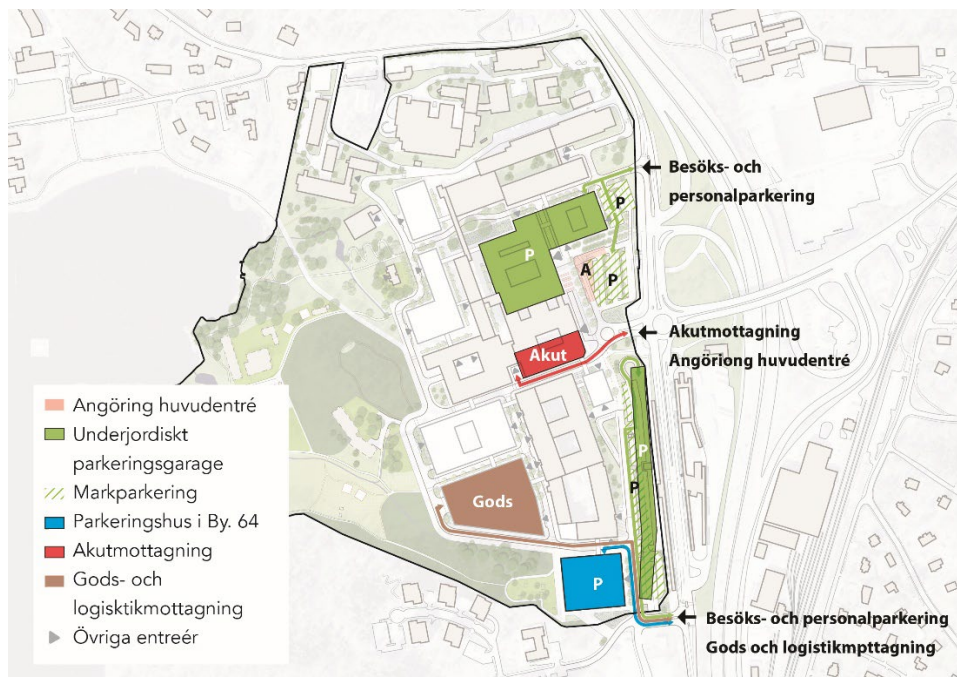 Besöks- och
personalparkering
P
P
A
P
Akutmottagning
Angöriong huvudentré
Akut
P
P
Gods
P
Besöks- och personalparkering
Gods och logistikmpttagning
Angöring huvudentré
Underjordiskt
parkeringsgarage
Markparkering
Parkeringshus i By. 64
Akutmottagning
Gods- och
logisktikmottagning
Övriga entreér